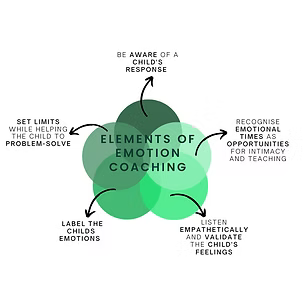 BE AWARE OF A
CHILD'S
RESPONSE
SET LIMITS
WHILE HELPING
THE CHILD TO
PROBLEM-SOLVE
ELEMENTS OF
EMOTION
COACHING
RECOGNISE
EMOTIONAL
TIMES AS
OPPORTUNITIES
FOR INTIMACY
AND TEACHING
LABEL THE
CHILDS
EMOTIONS
LISTEN
EMPATHETICALLY
AND VALIDATE
THE CHILD'S
FEELINGS